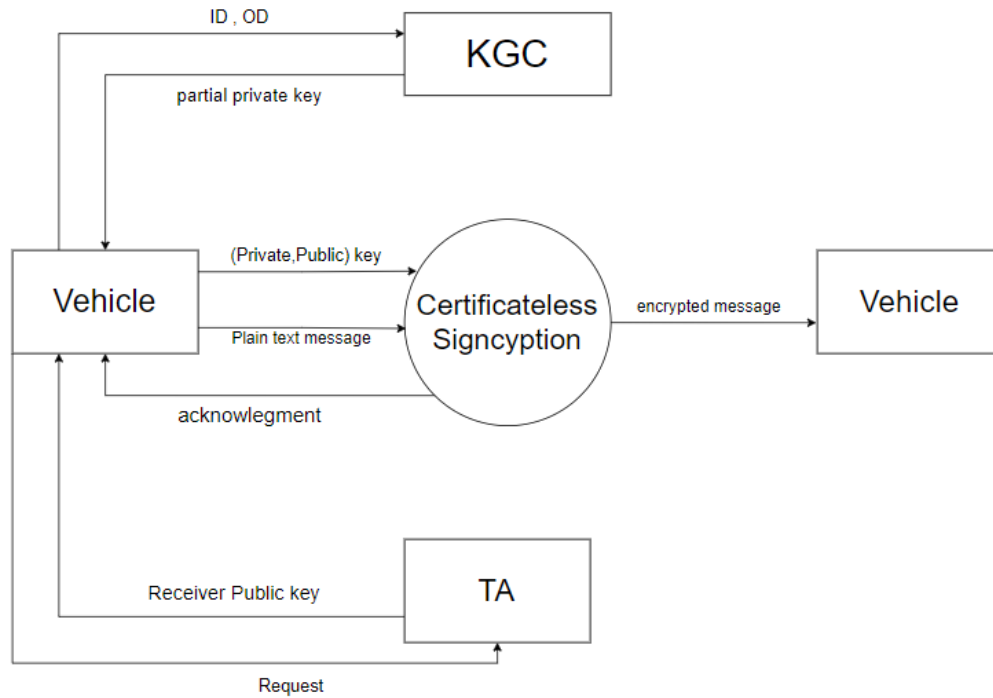 ID , OD
KGC
partial private key
(Private,Public) key
Vehicle
Certificateless
Signcyption
encrypted message
Vehicle
Plain text message
acknowlegment
Receiver Public key
TA
Request